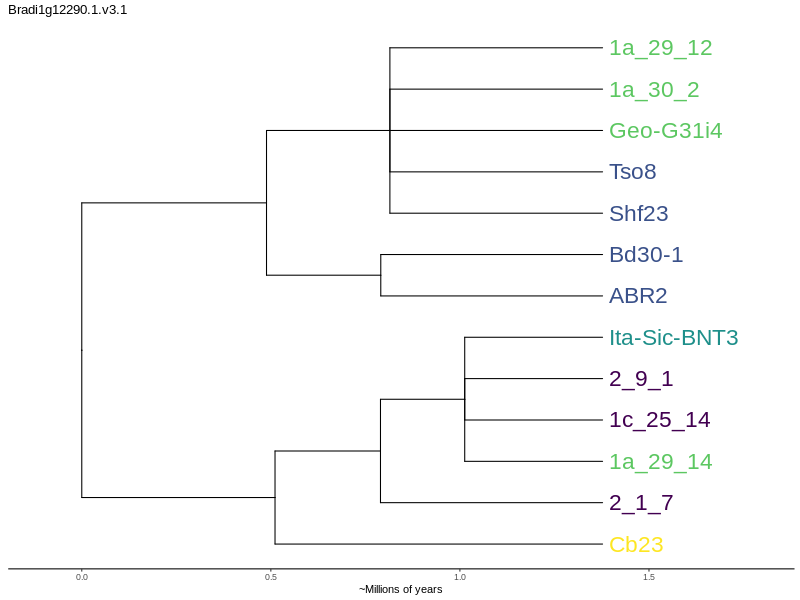 Bradi1g12290.1.v3.1
1a_29_12
1a_30_2
Geo-G31i4
Tso8
Shf23
Bd30-1
ABR2
Ita-Sic-BNT3
2_9_1
1c_25_14
1a_29_14
2_1_7
Cb23
0.0 0.5 1.0 1.5
~Millions of years